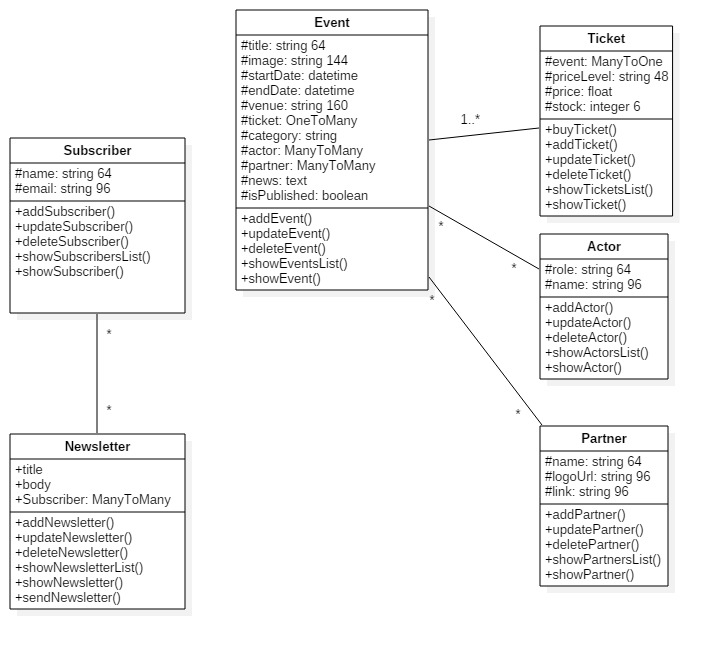 Event
#title: string 64
#image: string 144
#startDate: datetime
#endDate: datetime
#venue: string 160
#ticket: OneToMany
#category: string
#actor: ManyToMany
#partner: ManyToMany
#news: text
#isPublished: boolean
+addEvent()
+updateEvent()
+deleteEvent()
+showEventsList()
+showEvent()
1..*
Ticket
#event: ManyToOne
#priceLevel: string 48
#price: float
#stock: integer 6
+buyTicket()
+addTicket()
+updateTicket()
+deleteTicket()
+showTicketsList()
+showTicket()
Subscriber
#name: string 64
#email: string 96
+addSubscriber()
+updateSubscriber()
+deleteSubscriber()
+showSubscribersList()
+showSubscriber()
*
*
Actor
#role: string 64
#name: string 96
+addActor()
+updateActor()
+deleteActor()
+showActorsList()
+showActor()
*
*
*
*
Newsletter
+title
+body
+Subscriber: ManyToMany
+addNewsletter()
+updateNewsletter()
+deleteNewsletter()
+showNewsletterList()
+showNewsletter()
+sendNewsletter()
Partner
#name: string 64
#logoUrl: string 96
#link: string 96
+addPartner()
+updatePartner()
+deletePartner()
+showPartnersList()
+showPartner()